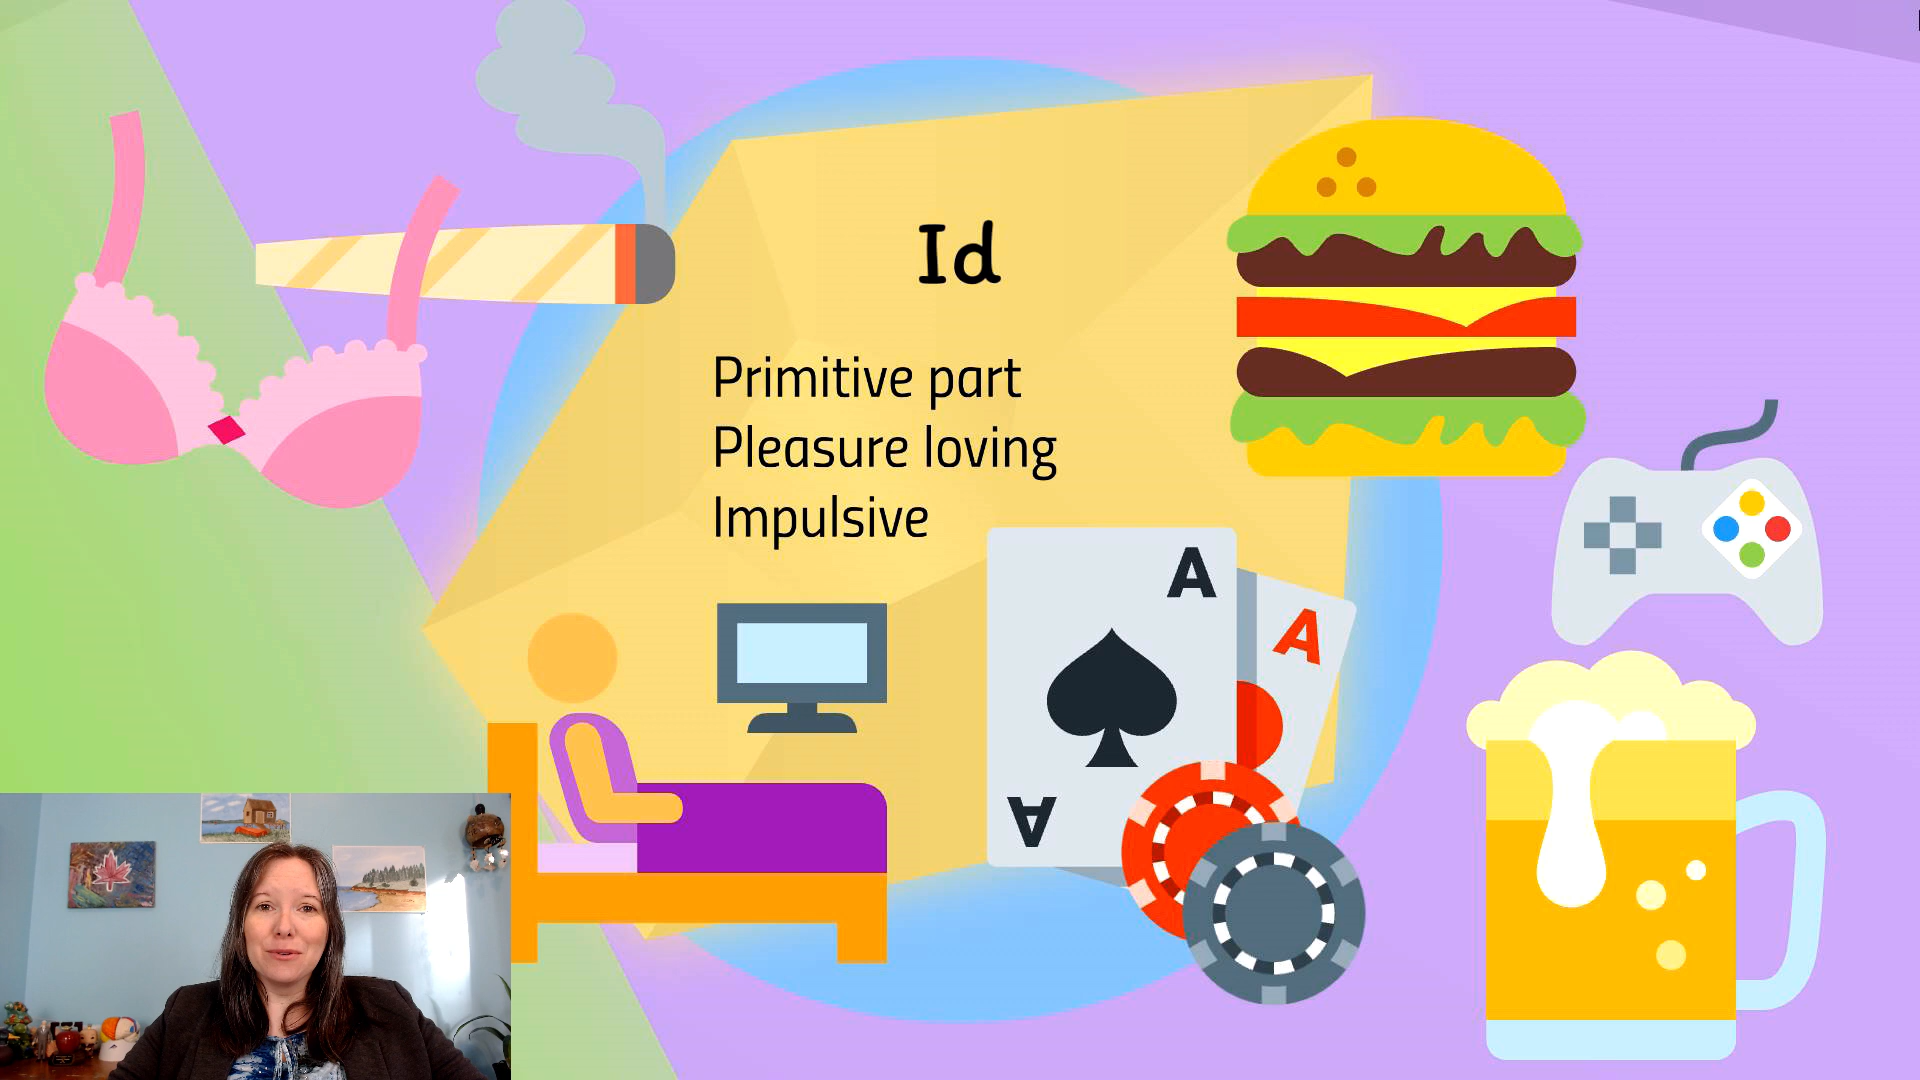 Id
Primitive part
Pleasure loving
Impulsive
A
A
A